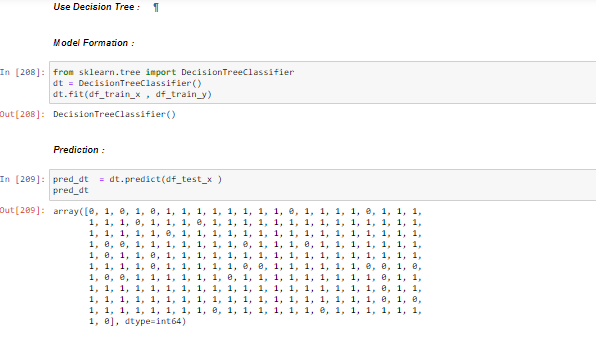 Use Decision Tree : ¶
Model Formation :
In [208]: from sklearn.tree import DecisionTreeClassifier
dt = DecisionTreeClassifier()
dt.fit(df_train_x , df_train_y)
Out[208]: DecisionTreeClassifier()
Prediction :
In [209]: pred_dt = dt.predict(df_test_x )
pred_dt
Out[209]: array([0, 1, 0, 1, 0, 1, 1, 1, 1, 1, 1, 1, 1, 0, 1, 1, 1, 1, 0, 1, 1, 1,
1, 1, 1, 0, 1, 1, 1, 0, 1, 1, 1, 1, 1, 1, 1, 1, 1, 1, 1, 1, 1, 1,
1, 1, 1, 1, 1, 0, 1, 1, 1, 1, 1, 1, 1, 1, 1, 1, 1, 1, 1, 1, 1, 1,
1, 0, 0, 1, 1, 1, 1, 1, 1, 1, 0, 1, 1, 1, 0, 1, 1, 1, 1, 1, 1, 1,
1, 0, 1, 1, 0, 1, 1, 1, 1, 1, 1, 1, 1, 1, 1, 1, 1, 1, 1, 1, 1, 1,
1, 1, 1, 1, 0, 1, 1, 1, 1, 1, 0, 0, 1, 1, 1, 1, 1, 1, 0, 0, 1, 0,
1, 0, 0, 1, 1, 1, 1, 1, 1, 0, 1, 1, 1, 1, 1, 1, 1, 1, 1, 0, 1, 1,
1, 1, 1, 1, 1, 1, 1, 1, 1, 1, 1, 1, 1, 1, 1, 1, 1, 1, 1, 0, 1, 1,
1, 1, 1, 1, 1, 1, 1, 1, 1, 1, 1, 1, 1, 1, 1, 1, 1, 1, 1, 0, 1, 0,
1, 1, 1, 1, 1, 1, 1, 1, 0, 1, 1, 1, 1, 1, 1, 0, 1, 1, 1, 1, 1, 1,
1, 0], dtype=int64)